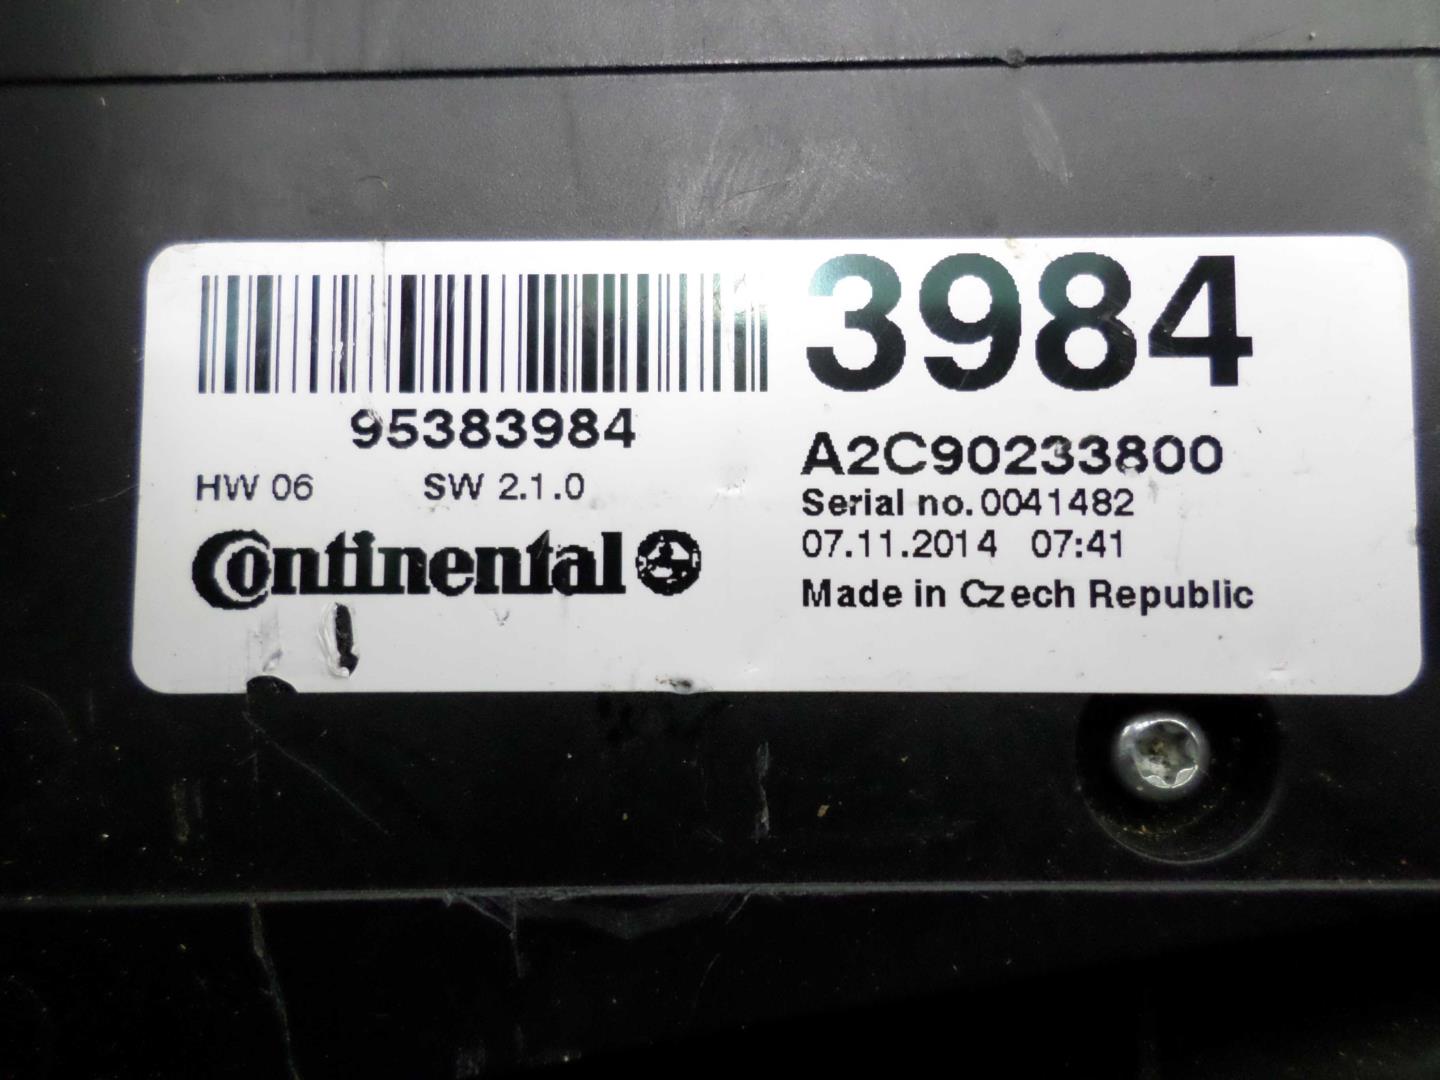 3984
95383984
A2C90233800
HW 06 SW 2.1.0
Serial no.0041482
Continental
07.11.2014 07:41
Made in Czech Republic